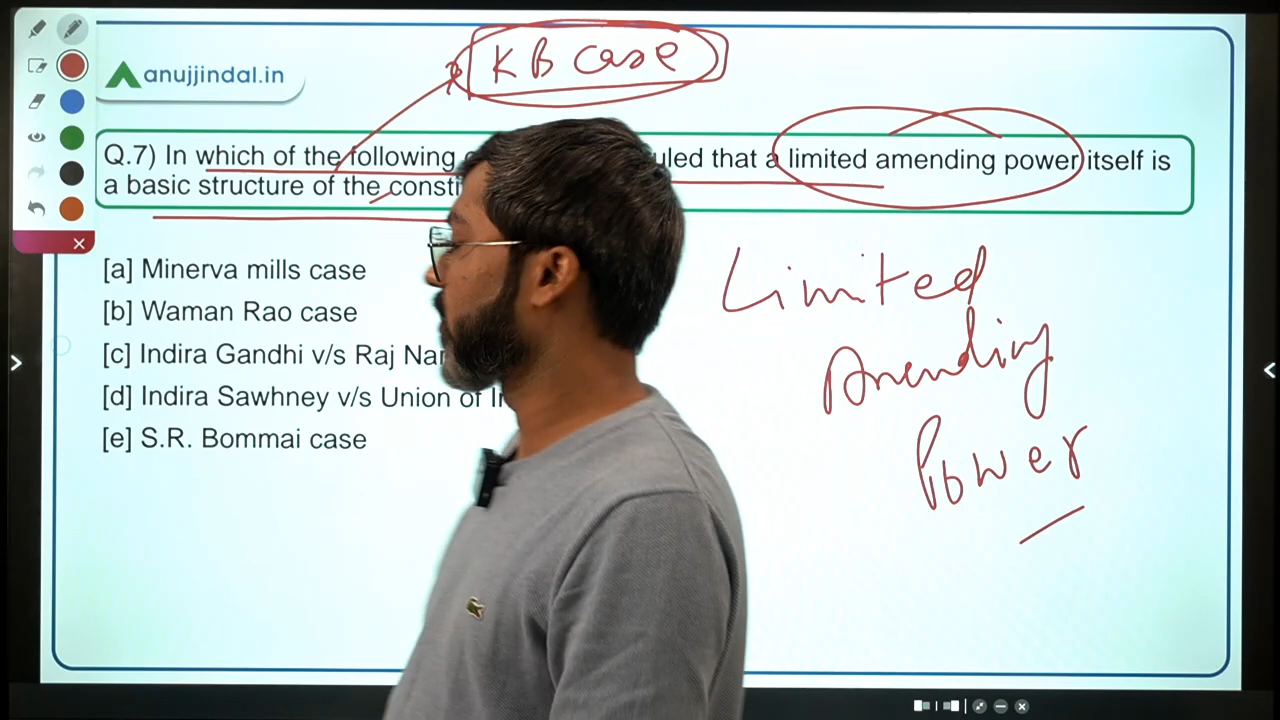 KB case
anujjindal.in
Q.7) In which of the following uled that a limited amending power itself is
a basic structure of the consti
[a] Minerva mills case
[b] Waman Rao case
[c] Indira Gandhi v/s Raj Nar
[d] Indira Sawhney v/s Union of In
[e] S.R. Bommai case
Limited
Amending
Power